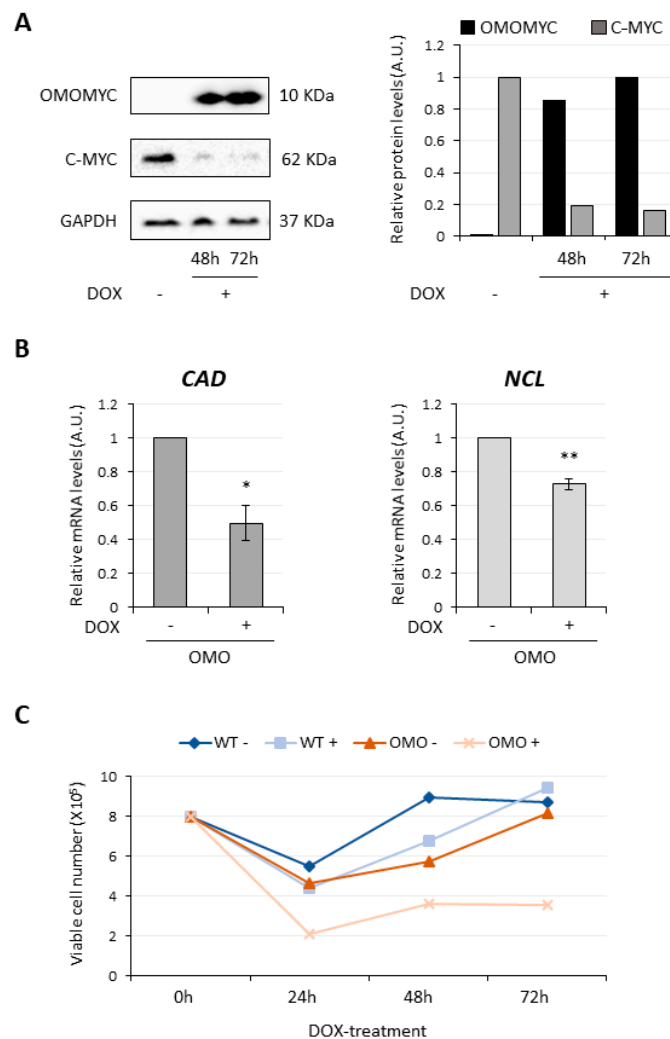 A
OMOMYC
10 KDa
C-MYC
62 KDa
GAPDH
37 KDa
48h 72h
DOX - +
OMOMYC C-MYC
Relative protein levels (A.U.)
1.2
1
0.8
0.6
0.4
0.2
0
48h 72h
DOX - +
B
CAD
Relative mRNA levels (A.U.)
1.2
1
0.8
0.6
0.4
0.2
0
*
DOX - +
OMO
NCL
Relative mRNA levels (A.U.)
1.2
1
0.8
0.6
0.4
0.2
0
**
DOX - +
OMO
C
WT - WT + OMO - OMO +
Viable cell number (X10⁵)
10
8
6
4
2
0
0h 24h 48h 72h
DOX-treatment